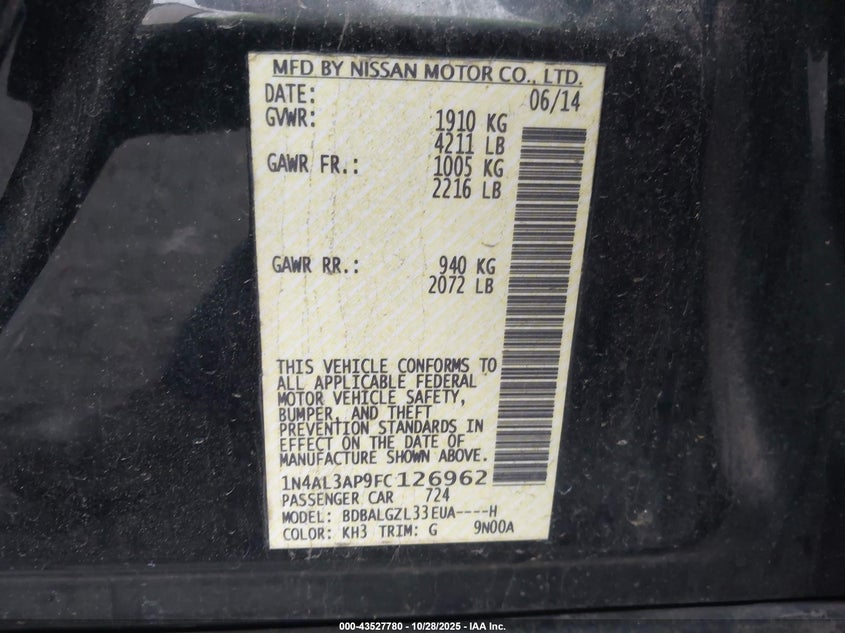 MFD BY NISSAN MOTOR CO., LTD.
DATE: 06/14
GVWR: 1910 KG
4211 LB
GAWR FR.: 1005 KG
2216 LB
GAWR RR.: 940 KG
2072 LB
THIS VEHICLE CONFORMS TO
ALL APPLICABLE FEDERAL
MOTOR VEHICLE SAFETY,
BUMPER, AND THEFT
PREVENTION STANDARDS IN
EFFECT ON THE DATE OF
MANUFACTURE SHOWN ABOVE.
1N4AL3AP9FC126962
PASSENGER CAR 724
MODEL: BDBALGZL33EUA----H
COLOR: KH3 TRIM: G 9N00A
000-43527780 - 10/28/2025 - IAA Inc.